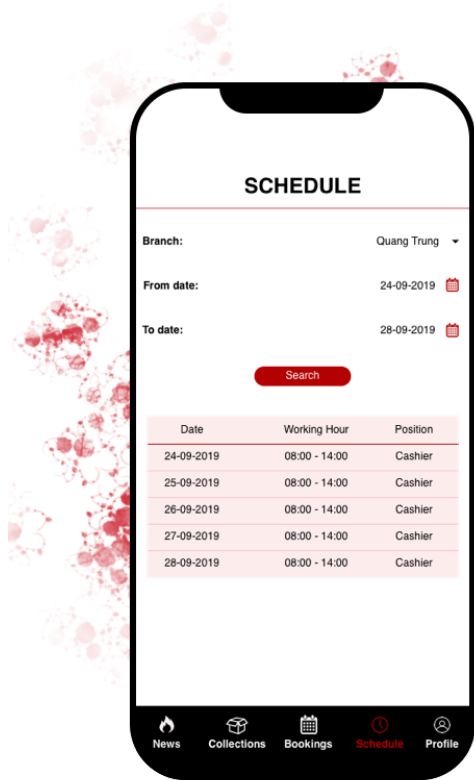 SCHEDULE
Branch: Quang Trung
From date: 24-09-2019
To date: 28-09-2019
Search
Date Working Hour Position
24-09-2019 08:00 - 14:00 Cashier
25-09-2019 08:00 - 14:00 Cashier
26-09-2019 08:00 - 14:00 Cashier
27-09-2019 08:00 - 14:00 Cashier
28-09-2019 08:00 - 14:00 Cashier
News Collections Bookings Schedule Profile